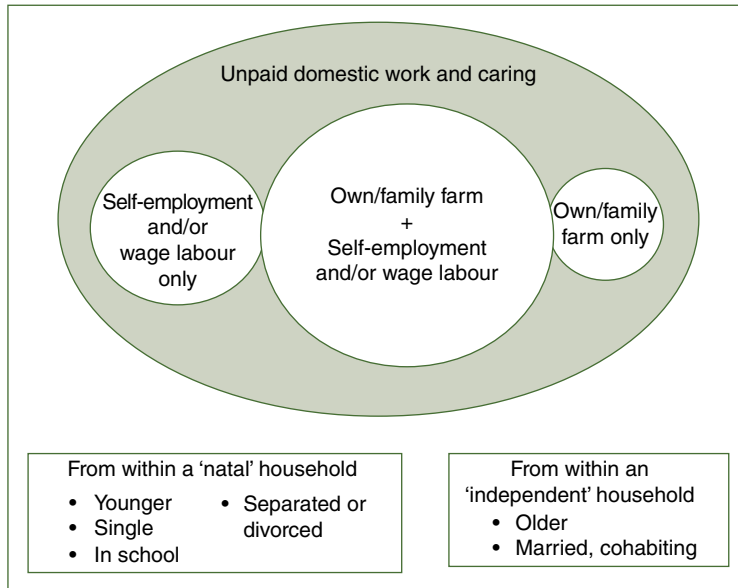 Unpaid domestic work and caring
Self-employment
and/or
wage labour
only
Own/family farm
+
Self-employment
and/or wage labour
Own/family
farm only
From within a ‘natal’ household
• Younger
• Single
• In school
• Separated or
divorced
From within an
‘independent’ household
• Older
• Married, cohabiting